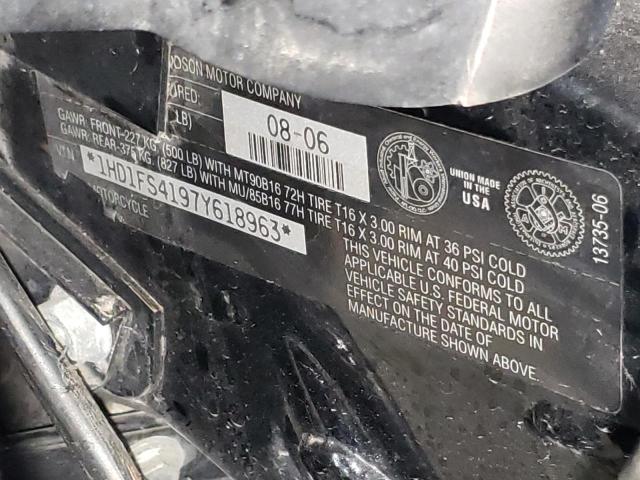 DSON MOTOR COMPANY
URED:
08-06
LB)
GAWR: FRONT-227 KG. (500 LB) WITH MT90B16 72H TIRE T16 X 3.00 RIM AT 36 PSI COLD
GAWR: REAR-375 KG. (827 LB) WITH MU/85B16 77H TIRE T16 X 3.00 RIM AT 40 PSI COLD
VIN *1HD1FS4197Y618963*
MOTORCYCLE
THIS VEHICLE CONFORMS TO ALL
APPLICABLE U.S. FEDERAL MOTOR
VEHICLE SAFETY STANDARDS IN
EFFECT ON THE DATE OF
MANUFACTURE SHOWN ABOVE.
UNION MADE
IN THE
USA
13735-06